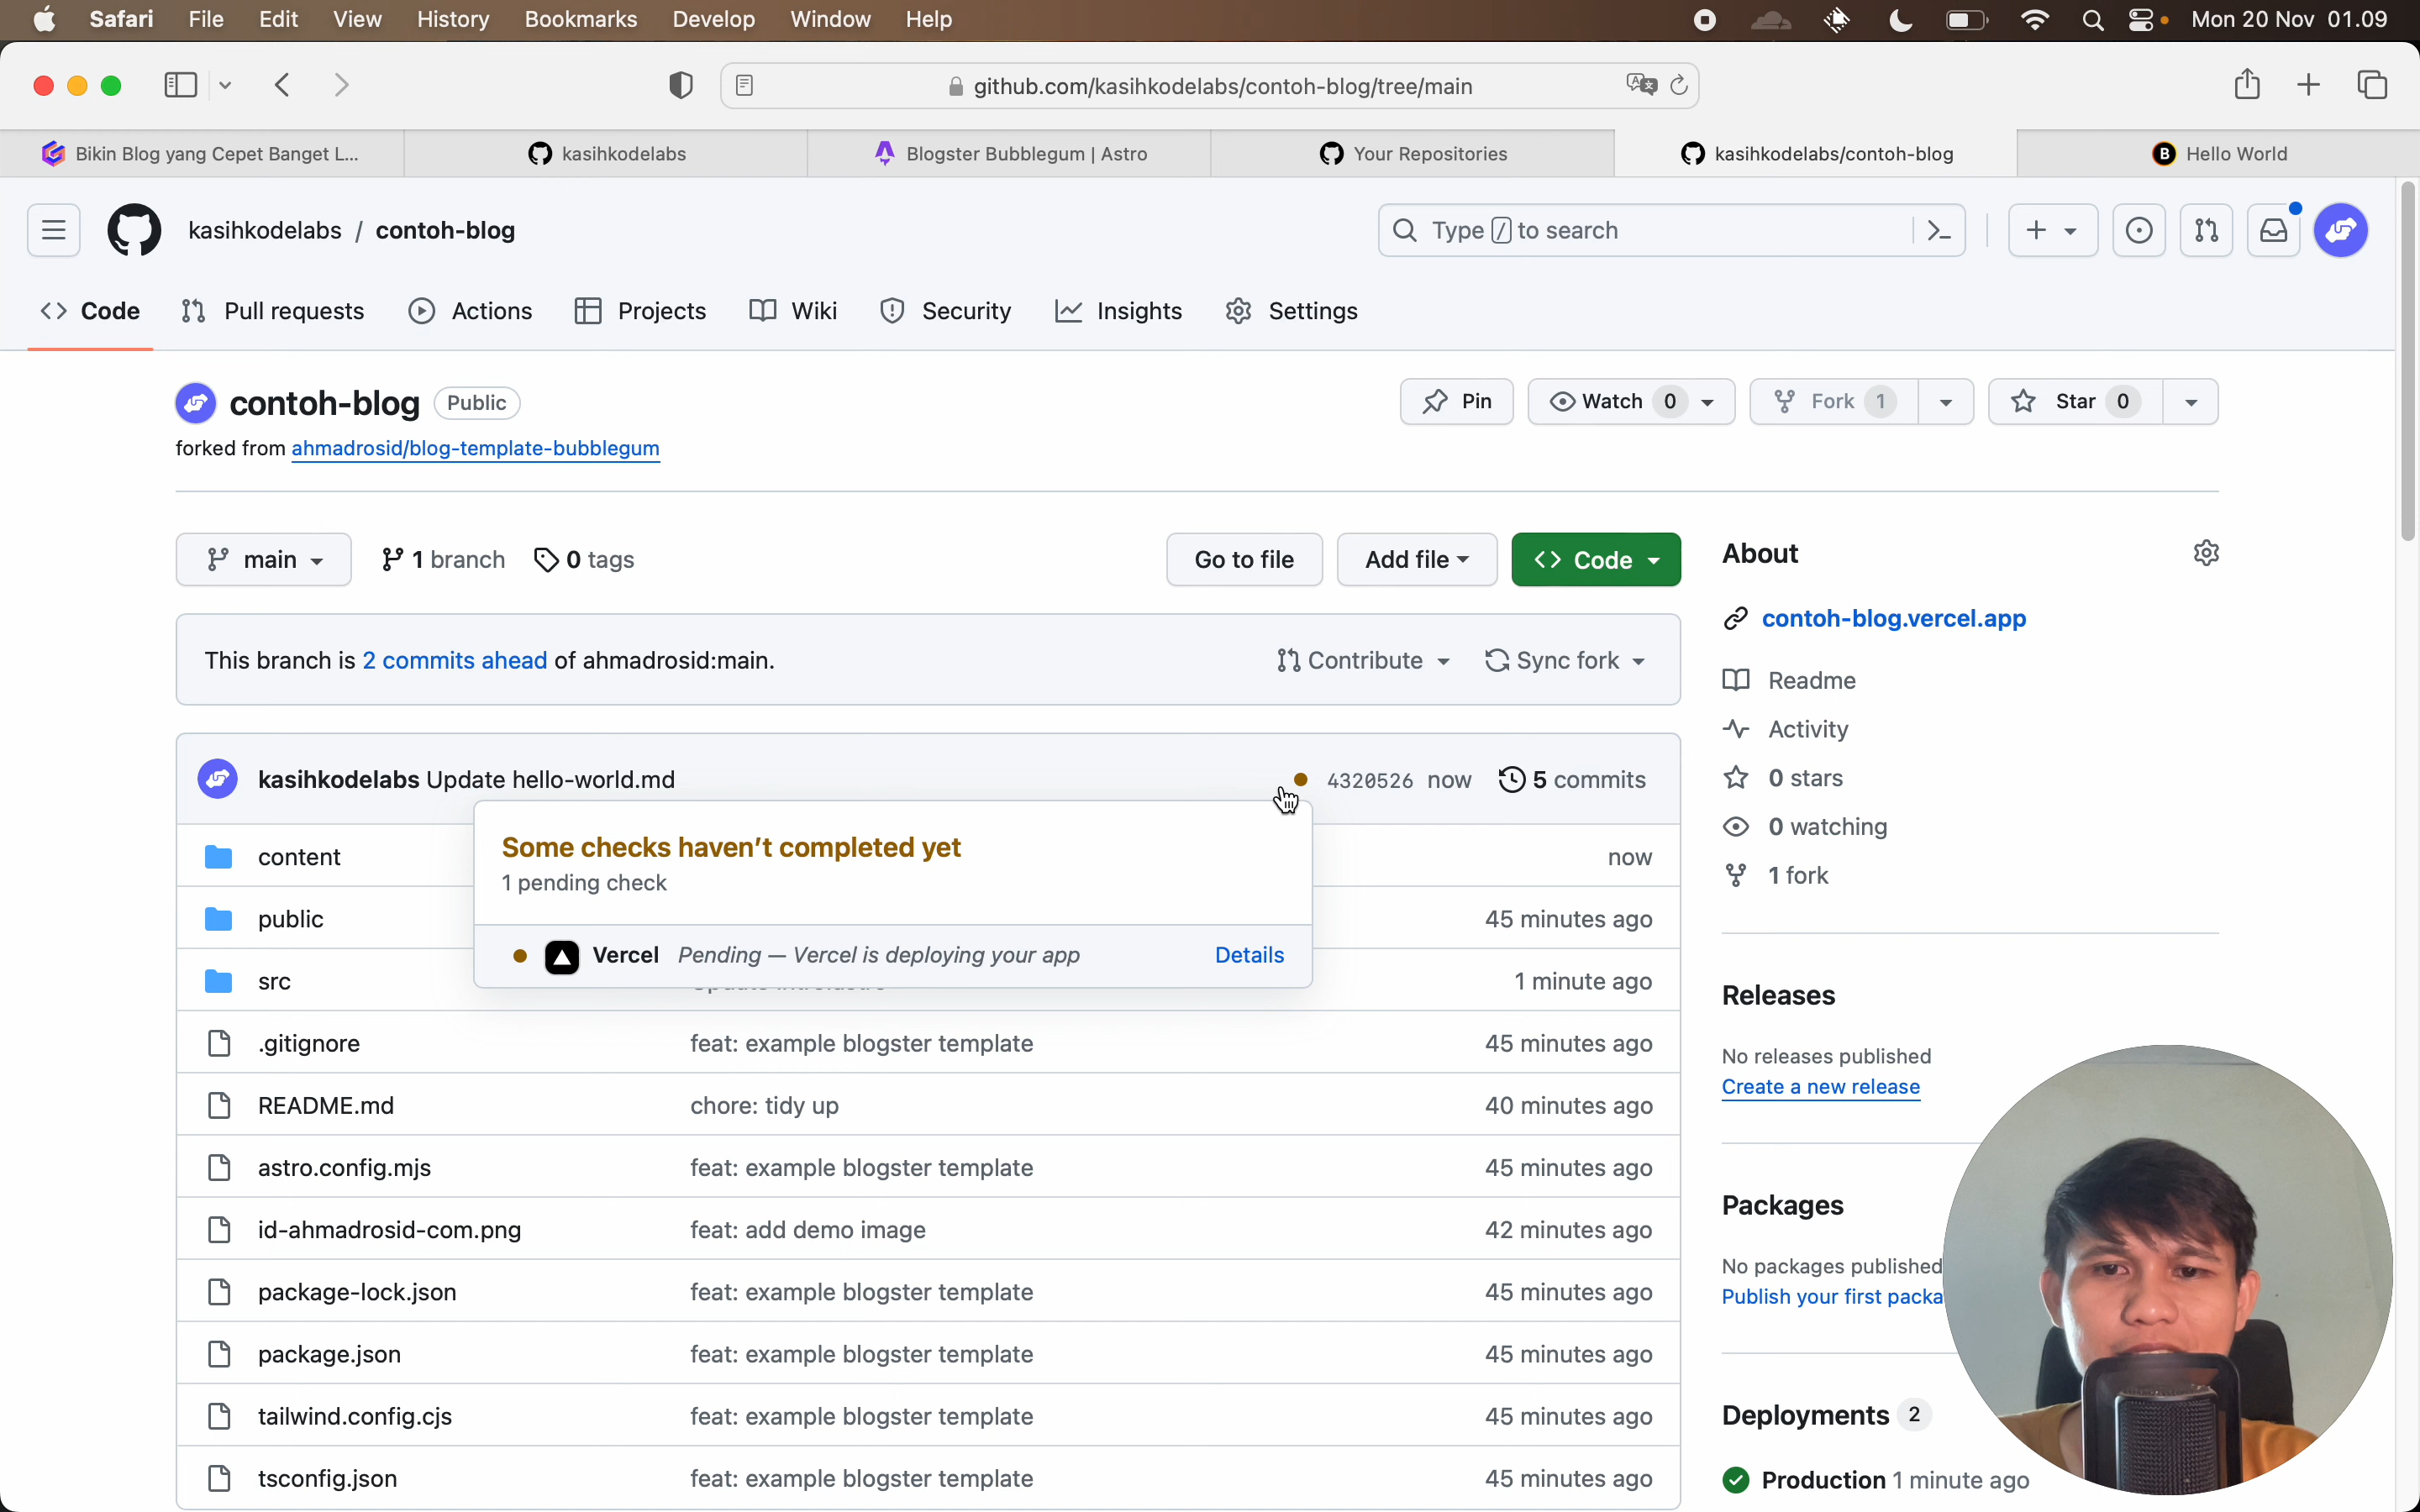 Safari File Edit View History Bookmarks Develop Window Help Mon 20 Nov 01.09
github.com/kasihkodelabs/contoh-blog/tree/main
Bikin Blog yang Cepet Banget L... kasihkodelabs Blogster Bubblegum | Astro Your Repositories kasihkodelabs/contoh-blog B Hello World
kasihkodelabs / contoh-blog Type / to search
Code Pull requests Actions Projects Wiki Security Insights Settings
contoh-blog Public Pin Watch 0 Fork 1 Star 0
forked from ahmadrosid/blog-template-bubblegum
main 1 branch 0 tags Go to file Add file Code About
contoh-blog.vercel.app
This branch is 2 commits ahead of ahmadrosid:main. Contribute Sync fork
Readme
Activity
kasihkodelabs Update hello-world.md 4320526 now 5 commits
0 stars
0 watching
1 fork
Some checks haven't completed yet
1 pending check
Vercel Pending — Vercel is deploying your app Details
content now
public 45 minutes ago
src 1 minute ago
.gitignore feat: example blogster template 45 minutes ago
README.md chore: tidy up 40 minutes ago
astro.config.mjs feat: example blogster template 45 minutes ago
id-ahmadrosid-com.png feat: add demo image 42 minutes ago
package-lock.json feat: example blogster template 45 minutes ago
package.json feat: example blogster template 45 minutes ago
tailwind.config.cjs feat: example blogster template 45 minutes ago
tsconfig.json feat: example blogster template 45 minutes ago
Releases
No releases published
Create a new release
Packages
No packages published
Publish your first packa
Deployments 2
Production 1 minute ago